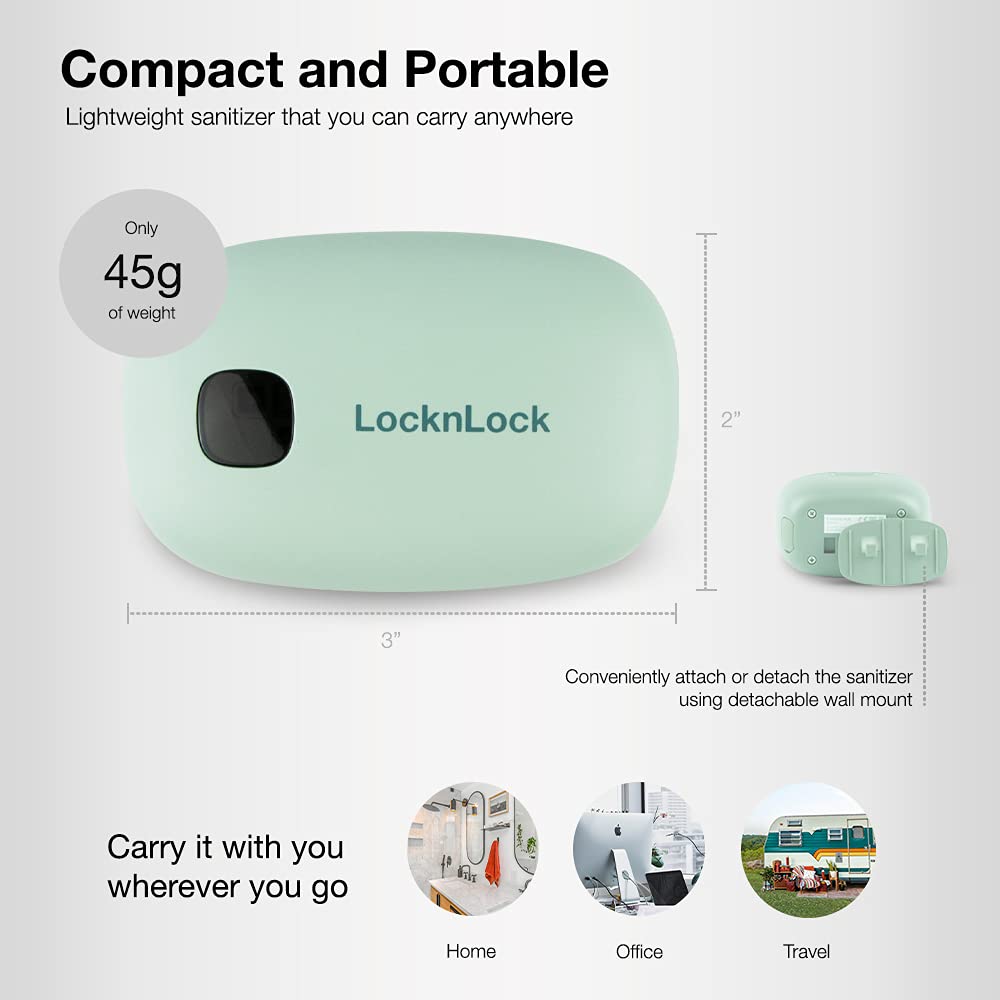 Compact and Portable
Lightweight sanitizer that you can carry anywhere
Only
45g
of weight
LocknLock
2”
3”
Conveniently attach or detach the sanitizer
using detachable wall mount
Carry it with you
wherever you go
Home
Office
Travel